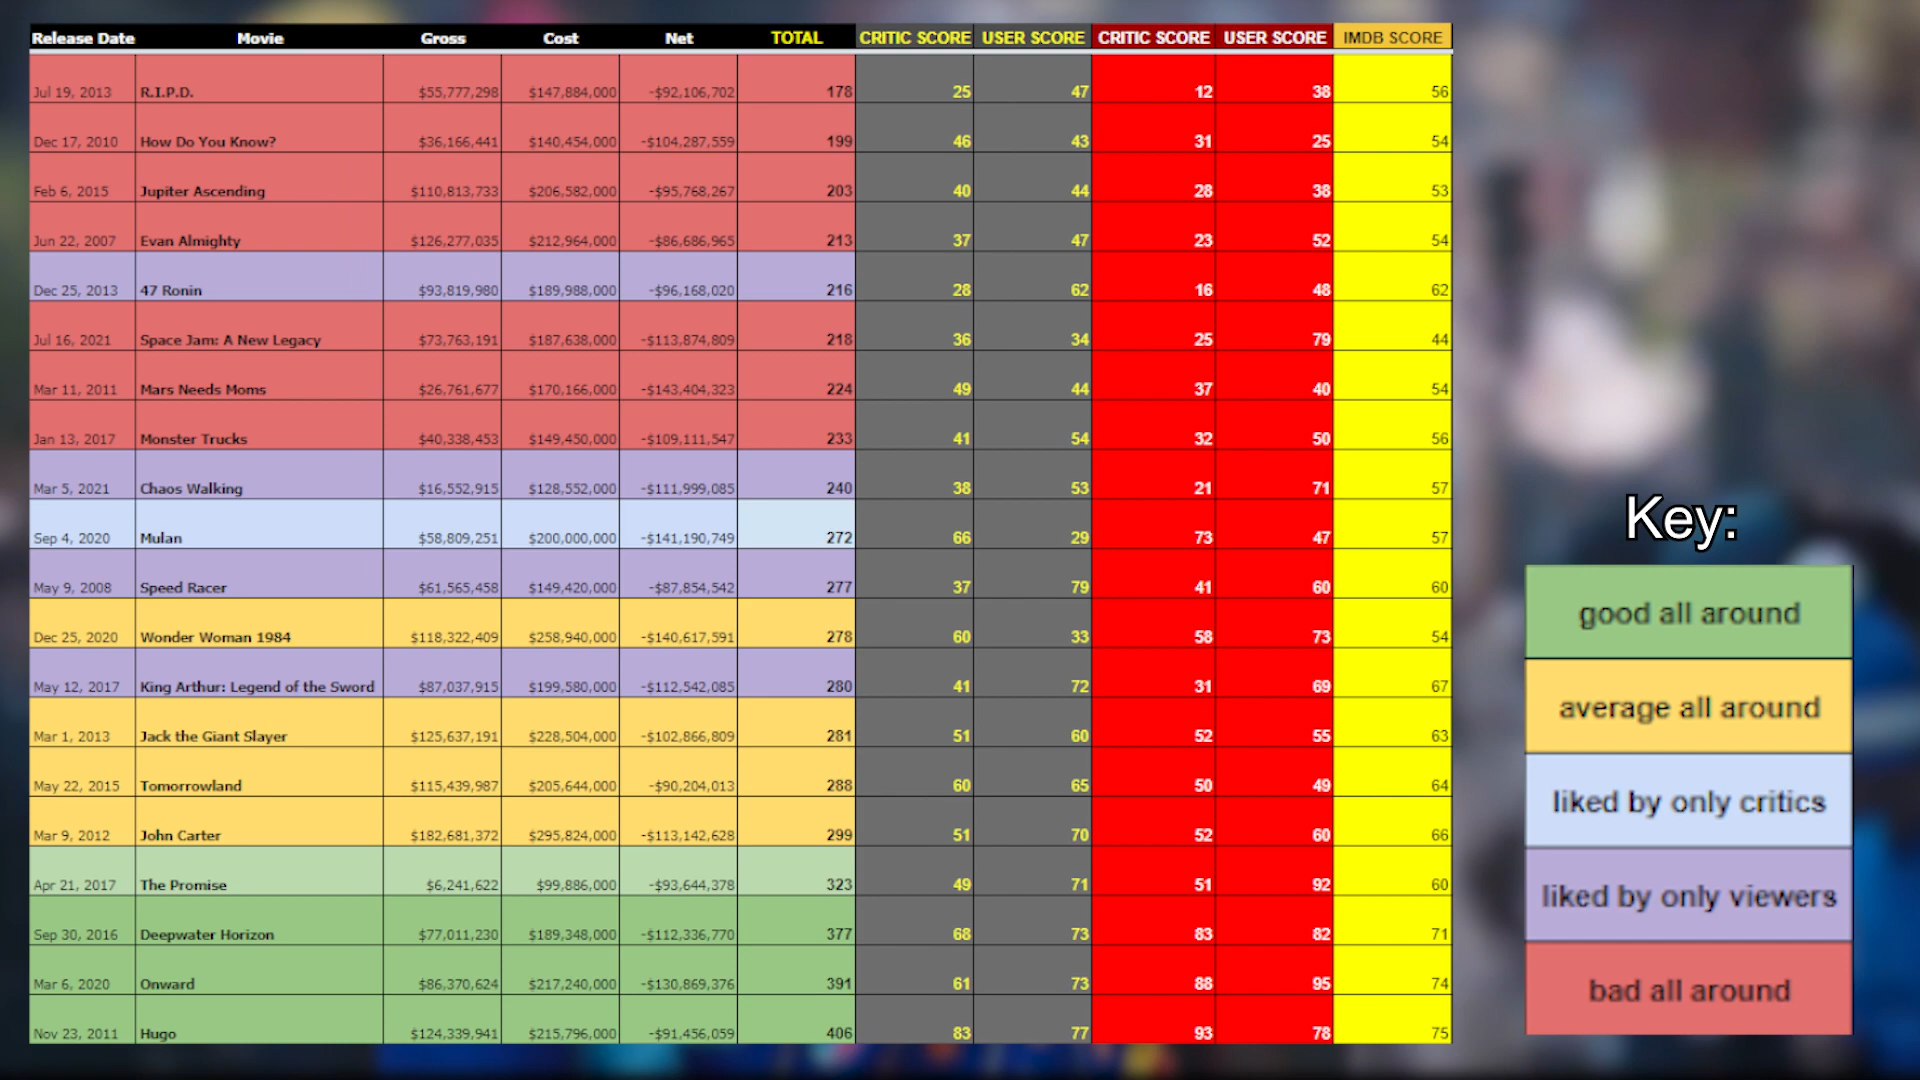 Release Date Movie Gross Cost Net TOTAL CRITIC SCORE USER SCORE CRITIC SCORE USER SCORE IMDB SCORE
Jul 19, 2013 R.I.P.D. $55,777,298 $147,884,000 -$92,106,702 178 25 47 12 38 56
Dec 17, 2010 How Do You Know? $36,166,441 $140,454,000 -$104,287,559 199 46 43 31 25 54
Feb 6, 2015 Jupiter Ascending $110,813,733 $206,582,000 -$95,768,267 203 40 44 28 38 53
Jun 22, 2007 Evan Almighty $126,277,035 $212,964,000 -$86,686,965 213 37 47 23 52 54
Dec 25, 2013 47 Ronin $93,819,980 $189,988,000 -$96,168,020 216 28 62 16 48 62
Jul 16, 2021 Space Jam: A New Legacy $73,763,191 $187,638,000 -$113,874,809 218 36 34 25 79 44
Mar 11, 2011 Mars Needs Moms $26,761,677 $170,166,000 -$143,404,323 224 49 44 37 40 54
Jan 13, 2017 Monster Trucks $40,338,453 $149,450,000 -$109,111,547 233 41 54 32 50 56
Mar 5, 2021 Chaos Walking $16,552,915 $128,552,000 -$111,999,085 240 38 53 21 71 57
Sep 4, 2020 Mulan $58,809,251 $200,000,000 -$141,190,749 272 66 29 73 47 57
May 9, 2008 Speed Racer $61,565,458 $149,420,000 -$87,854,542 277 37 79 41 60 60
Dec 25, 2020 Wonder Woman 1984 $118,322,409 $258,940,000 -$140,617,591 278 60 33 58 73 54
May 12, 2017 King Arthur: Legend of the Sword $87,037,915 $199,580,000 -$112,542,085 280 41 72 31 69 67
Mar 1, 2013 Jack the Giant Slayer $125,637,191 $228,504,000 -$102,866,809 281 51 60 52 55 63
May 22, 2015 Tomorrowland $115,439,987 $205,644,000 -$90,204,013 288 60 65 50 49 64
Mar 9, 2012 John Carter $182,681,372 $295,824,000 -$113,142,628 299 51 70 52 60 66
Apr 21, 2017 The Promise $6,241,622 $99,886,000 -$93,644,378 323 49 71 51 92 60
Sep 30, 2016 Deepwater Horizon $77,011,230 $189,348,000 -$112,336,770 377 68 73 83 82 71
Mar 6, 2020 Onward $86,370,624 $217,240,000 -$130,869,376 391 61 73 88 95 74
Nov 23, 2011 Hugo $124,339,941 $215,796,000 -$91,456,059 406 83 77 93 78 75
Key:
good all around
average all around
liked by only critics
liked by only viewers
bad all around